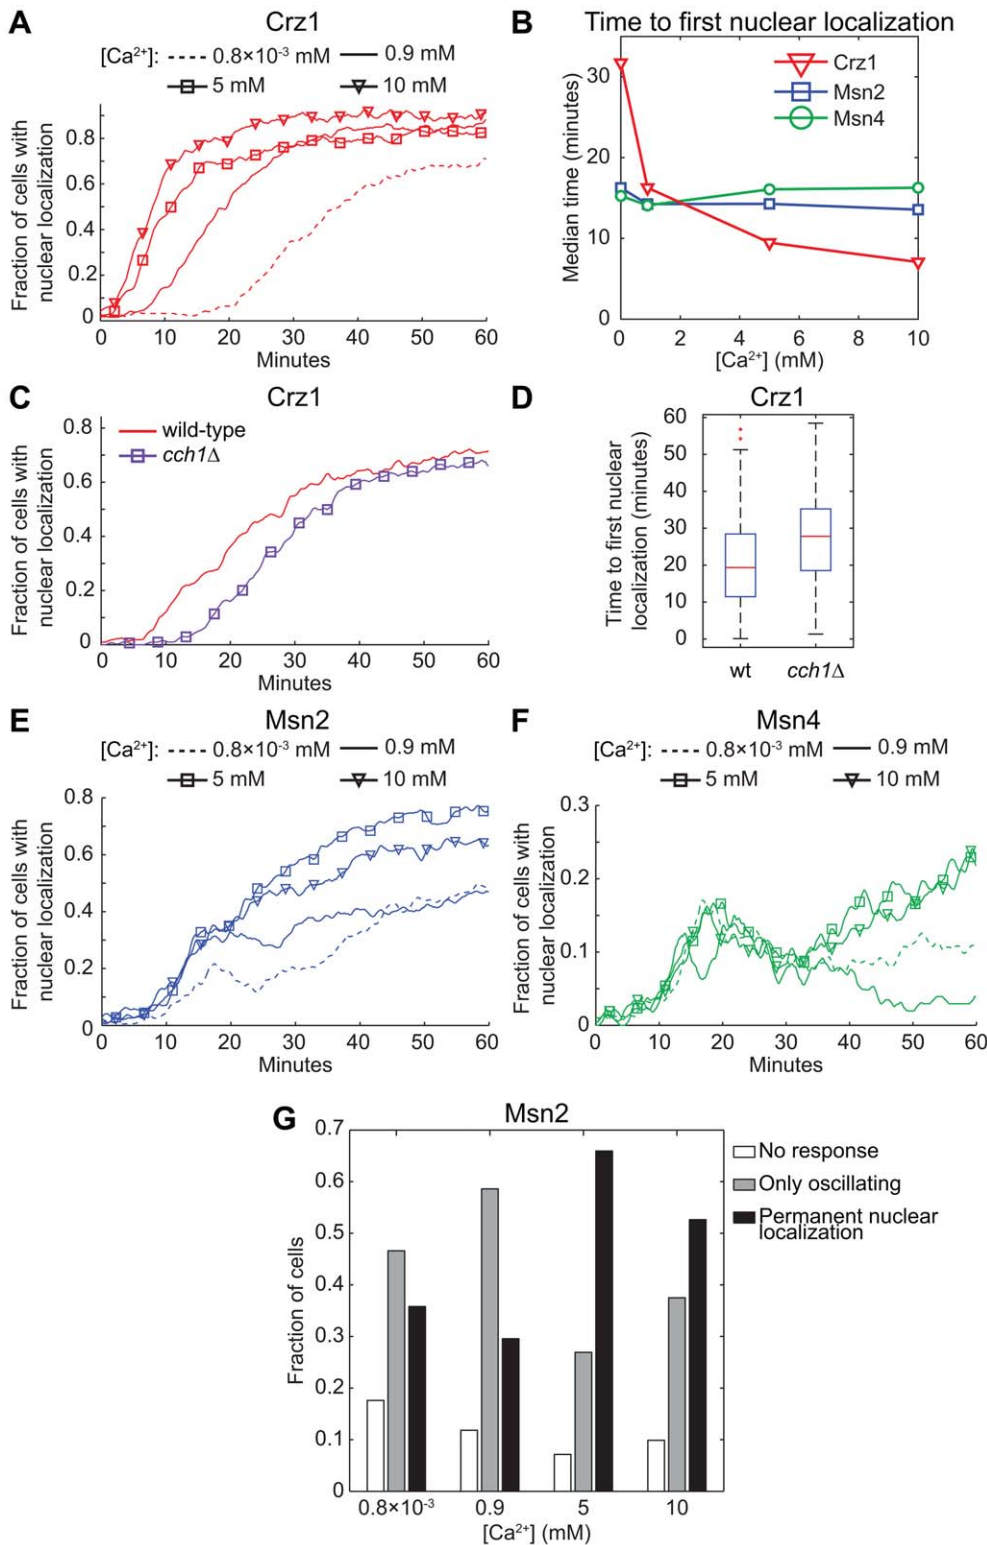 A
Crz1
[Ca²⁺]: 0.8×10⁻³ mM 0.9 mM
5 mM 10 mM
Fraction of cells with
nuclear localization
0.8
0.6
0.4
0.2
0
0 10 20 30 40 50 60
Minutes
B
Time to first nuclear localization
Crz1
Msn2
Msn4
Median time (minutes)
30
20
10
0
0 2 4 6 8 10
[Ca²⁺] (mM)
C
Crz1
wild-type
cch1Δ
Fraction of cells with
nuclear localization
0.8
0.6
0.4
0.2
0
0 10 20 30 40 50 60
Minutes
D
Crz1
Time to first nuclear
localization (minutes)
60
50
40
30
20
10
0
wt cch1Δ
E
Msn2
[Ca²⁺]: 0.8×10⁻³ mM 0.9 mM
5 mM 10 mM
Fraction of cells with
nuclear localization
0.8
0.6
0.4
0.2
0
0 10 20 30 40 50 60
Minutes
F
Msn4
[Ca²⁺]: 0.8×10⁻³ mM 0.9 mM
5 mM 10 mM
Fraction of cells with
nuclear localization
0.3
0.2
0.1
0
0 10 20 30 40 50 60
Minutes
G
Msn2
No response
Only oscillating
Permanent nuclear
localization
Fraction of cells
0.7
0.6
0.5
0.4
0.3
0.2
0.1
0
0.8×10⁻³ 0.9 5 10
[Ca²⁺] (mM)